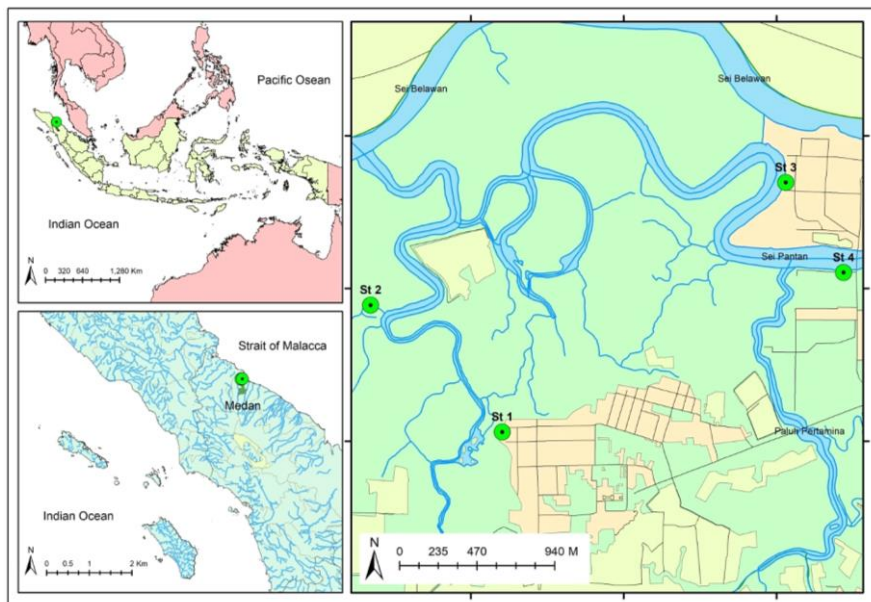 Pacific Osean
Indian Ocean
N
0 320 640 1,280 Km
Strait of Malacca
Medan
Indian Ocean
N
0 0.5 1 2 Km
Sei Belawan
Sei Belawan
St 3
Sei Pantan
St 4
St 2
St 1
Paluh Pertamina
N
0 235 470 940 M